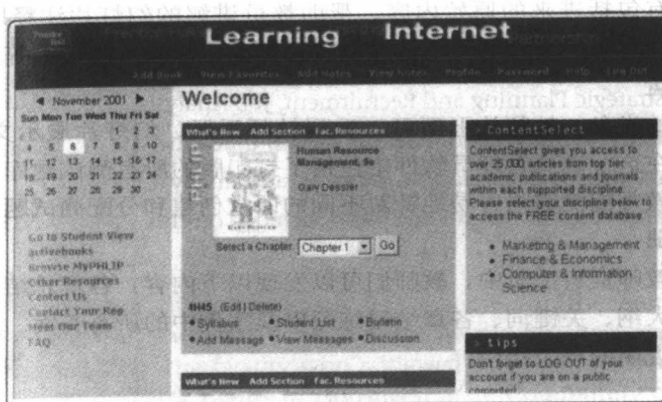 Prentice
Hall
Learning Internet
Add Book View Favorites Add Notes View Notes Profile Password Help Log Out
◀ November 2001 ▶
Sun Mon Tue Wed Thu Fri Sat
1 2 3
4 5 6 7 8 9 10
11 12 13 14 15 16 17
18 19 20 21 22 23 24
25 26 27 28 29 30
Go to Student View
activebooks
Browse MyPHLIP
Other Resources
Contact Us
Contact Your Rep
Meet Our Team
FAQ
Welcome
What's New Add Section Fac. Resources
PHLIP
Human Resource
Management, 9e
Gary Dessler
Select a Chapter: Chapter 1 Go
4H45 (Edit | Delete)
Syllabus Student List Bulletin
Add Message View Messages Discussion
What's New Add Section Fac. Resources
> ContentSelect
ContentSelect gives you access to
over 25,000 articles from top tier
academic publications and journals
within each supported discipline.
Please select your discipline below to
access the FREE content database.
Marketing & Management
Finance & Economics
Computer & Information
Science
> tips
Don't forget to LOG OUT of your
account if you are on a public
computer!